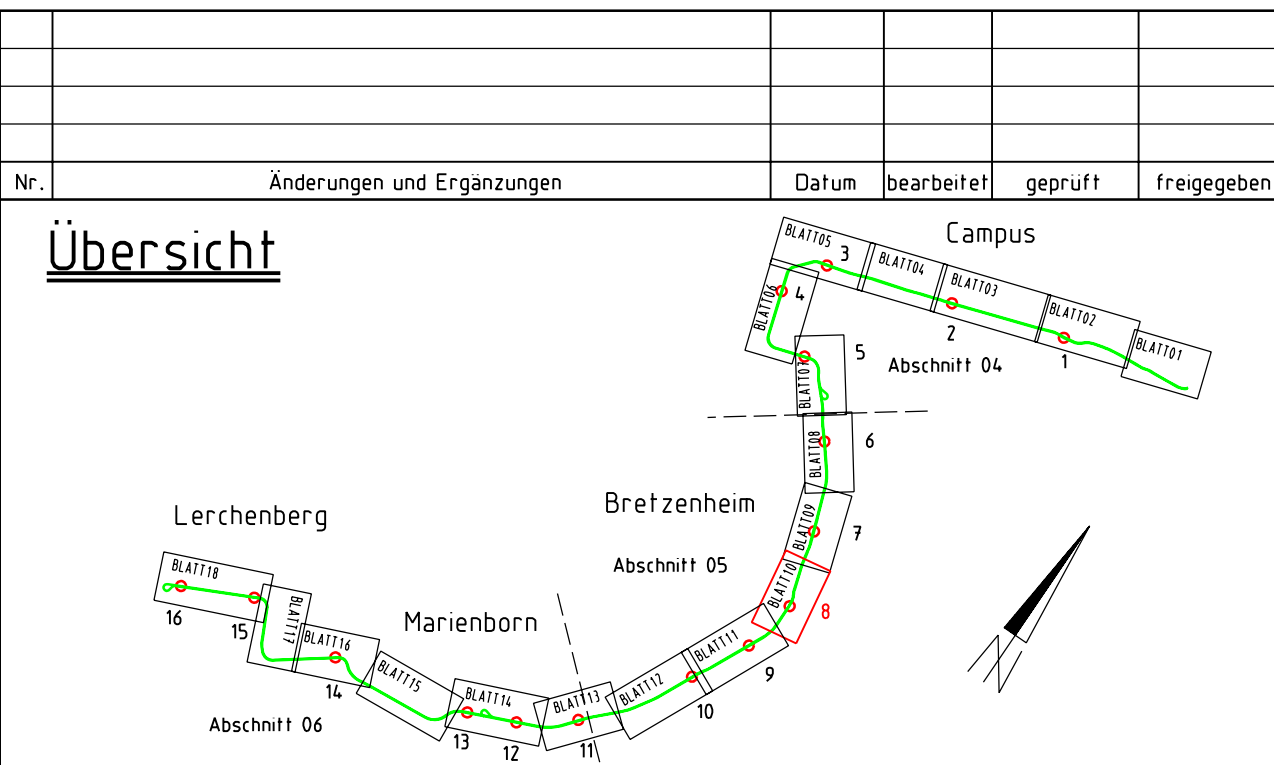 Nr. Änderungen und Ergänzungen Datum bearbeitet geprüft freigegeben
Übersicht
Campus
BLATT05
3
BLATT04
BLATT03
2
BLATT02
1
BLATT01
BLATT06
4
Abschnitt 04
BLATT07
5
BLATT08
6
Bretzenheim
BLATT09
7
Abschnitt 05
BLATT10
8
BLATT11
9
BLATT12
10
BLATT13
11
Marienborn
BLATT14
12
13
BLATT15
Abschnitt 06
BLATT16
14
BLATT17
15
Lerchenberg
BLATT18
16
N